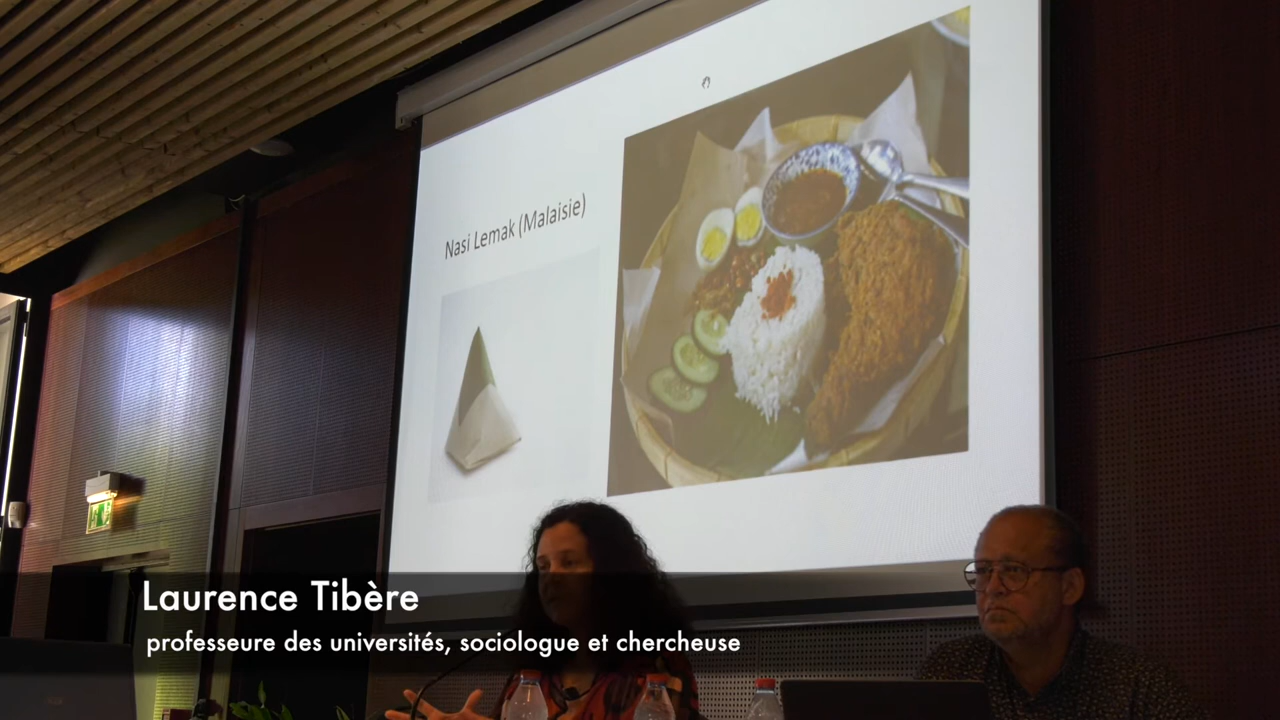 Nasi Lemak (Malaisie)
Laurence Tibère
professeure des universités, sociologue et chercheuse